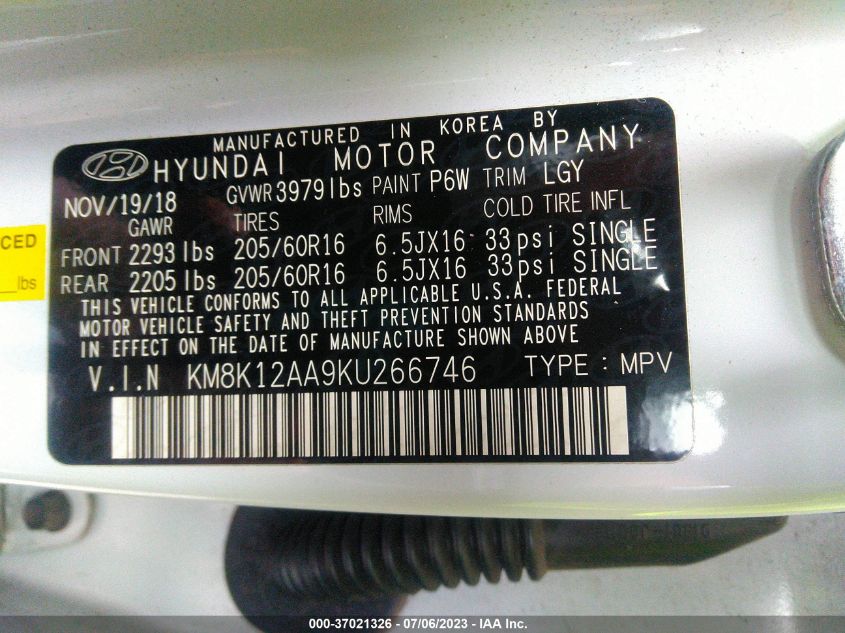 MANUFACTURED IN KOREA BY
HYUNDAI MOTOR COMPANY
NOV/19/18 GVWR 3979lbs PAINT P6W TRIM LGY
GAWR TIRES RIMS COLD TIRE INFL
FRONT 2293 lbs 205/60R16 6.5JX16 33psi SINGLE
REAR 2205 lbs 205/60R16 6.5JX16 33psi SINGLE
THIS VEHICLE CONFORMS TO ALL APPLICABLE U.S.A. FEDERAL
MOTOR VEHICLE SAFETY AND THEFT PREVENTION STANDARDS
IN EFFECT ON THE DATE OF MANUFACTURE SHOWN ABOVE
V.I.N KM8K12AA9KU266746 TYPE : MPV
CED
lbs
000-37021326 - 07/06/2023 - IAA Inc.